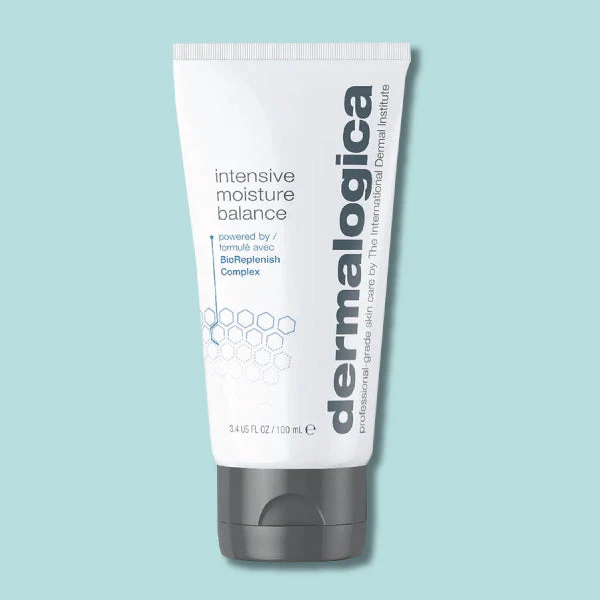 intensive
moisture
balance
powered by /
formulé avec
BioReplenish
Complex
3.4 US FL OZ / 100 mL ℮
dermalogica
professional-grade skin care by The International Dermal Institute